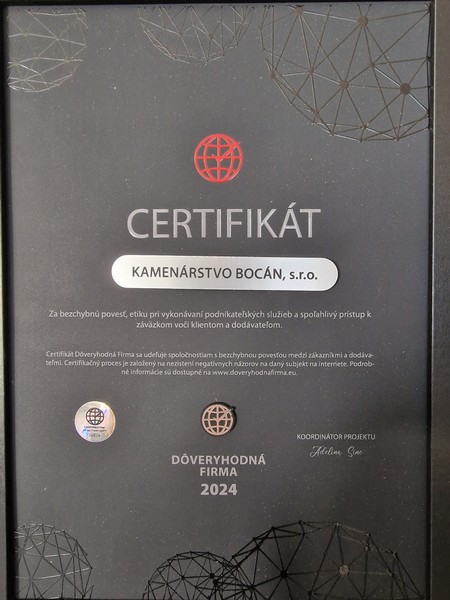 CERTIFIKÁT
KAMENÁRSTVO BOCÁN, s.r.o.
Za bezchybnú povesť, etiku pri vykonávaní podnikateľských služieb a spoľahlivý prístup k
záväzkom voči klientom a dodávateľom.
Certifikát Dôveryhodná Firma sa udeľuje spoločnostiam s bezchybnou povesťou medzi zákazníkmi a dodáva-
teľmi. Certifikačný proces je založený na nezistení negatívnych názorov na daný subjekt na internete. Podrob-
né informácie sú dostupné na www.doveryhodnafirma.eu.
KOORDINÁTOR PROJEKTU
DÔVERYHODNÁ
FIRMA
2024